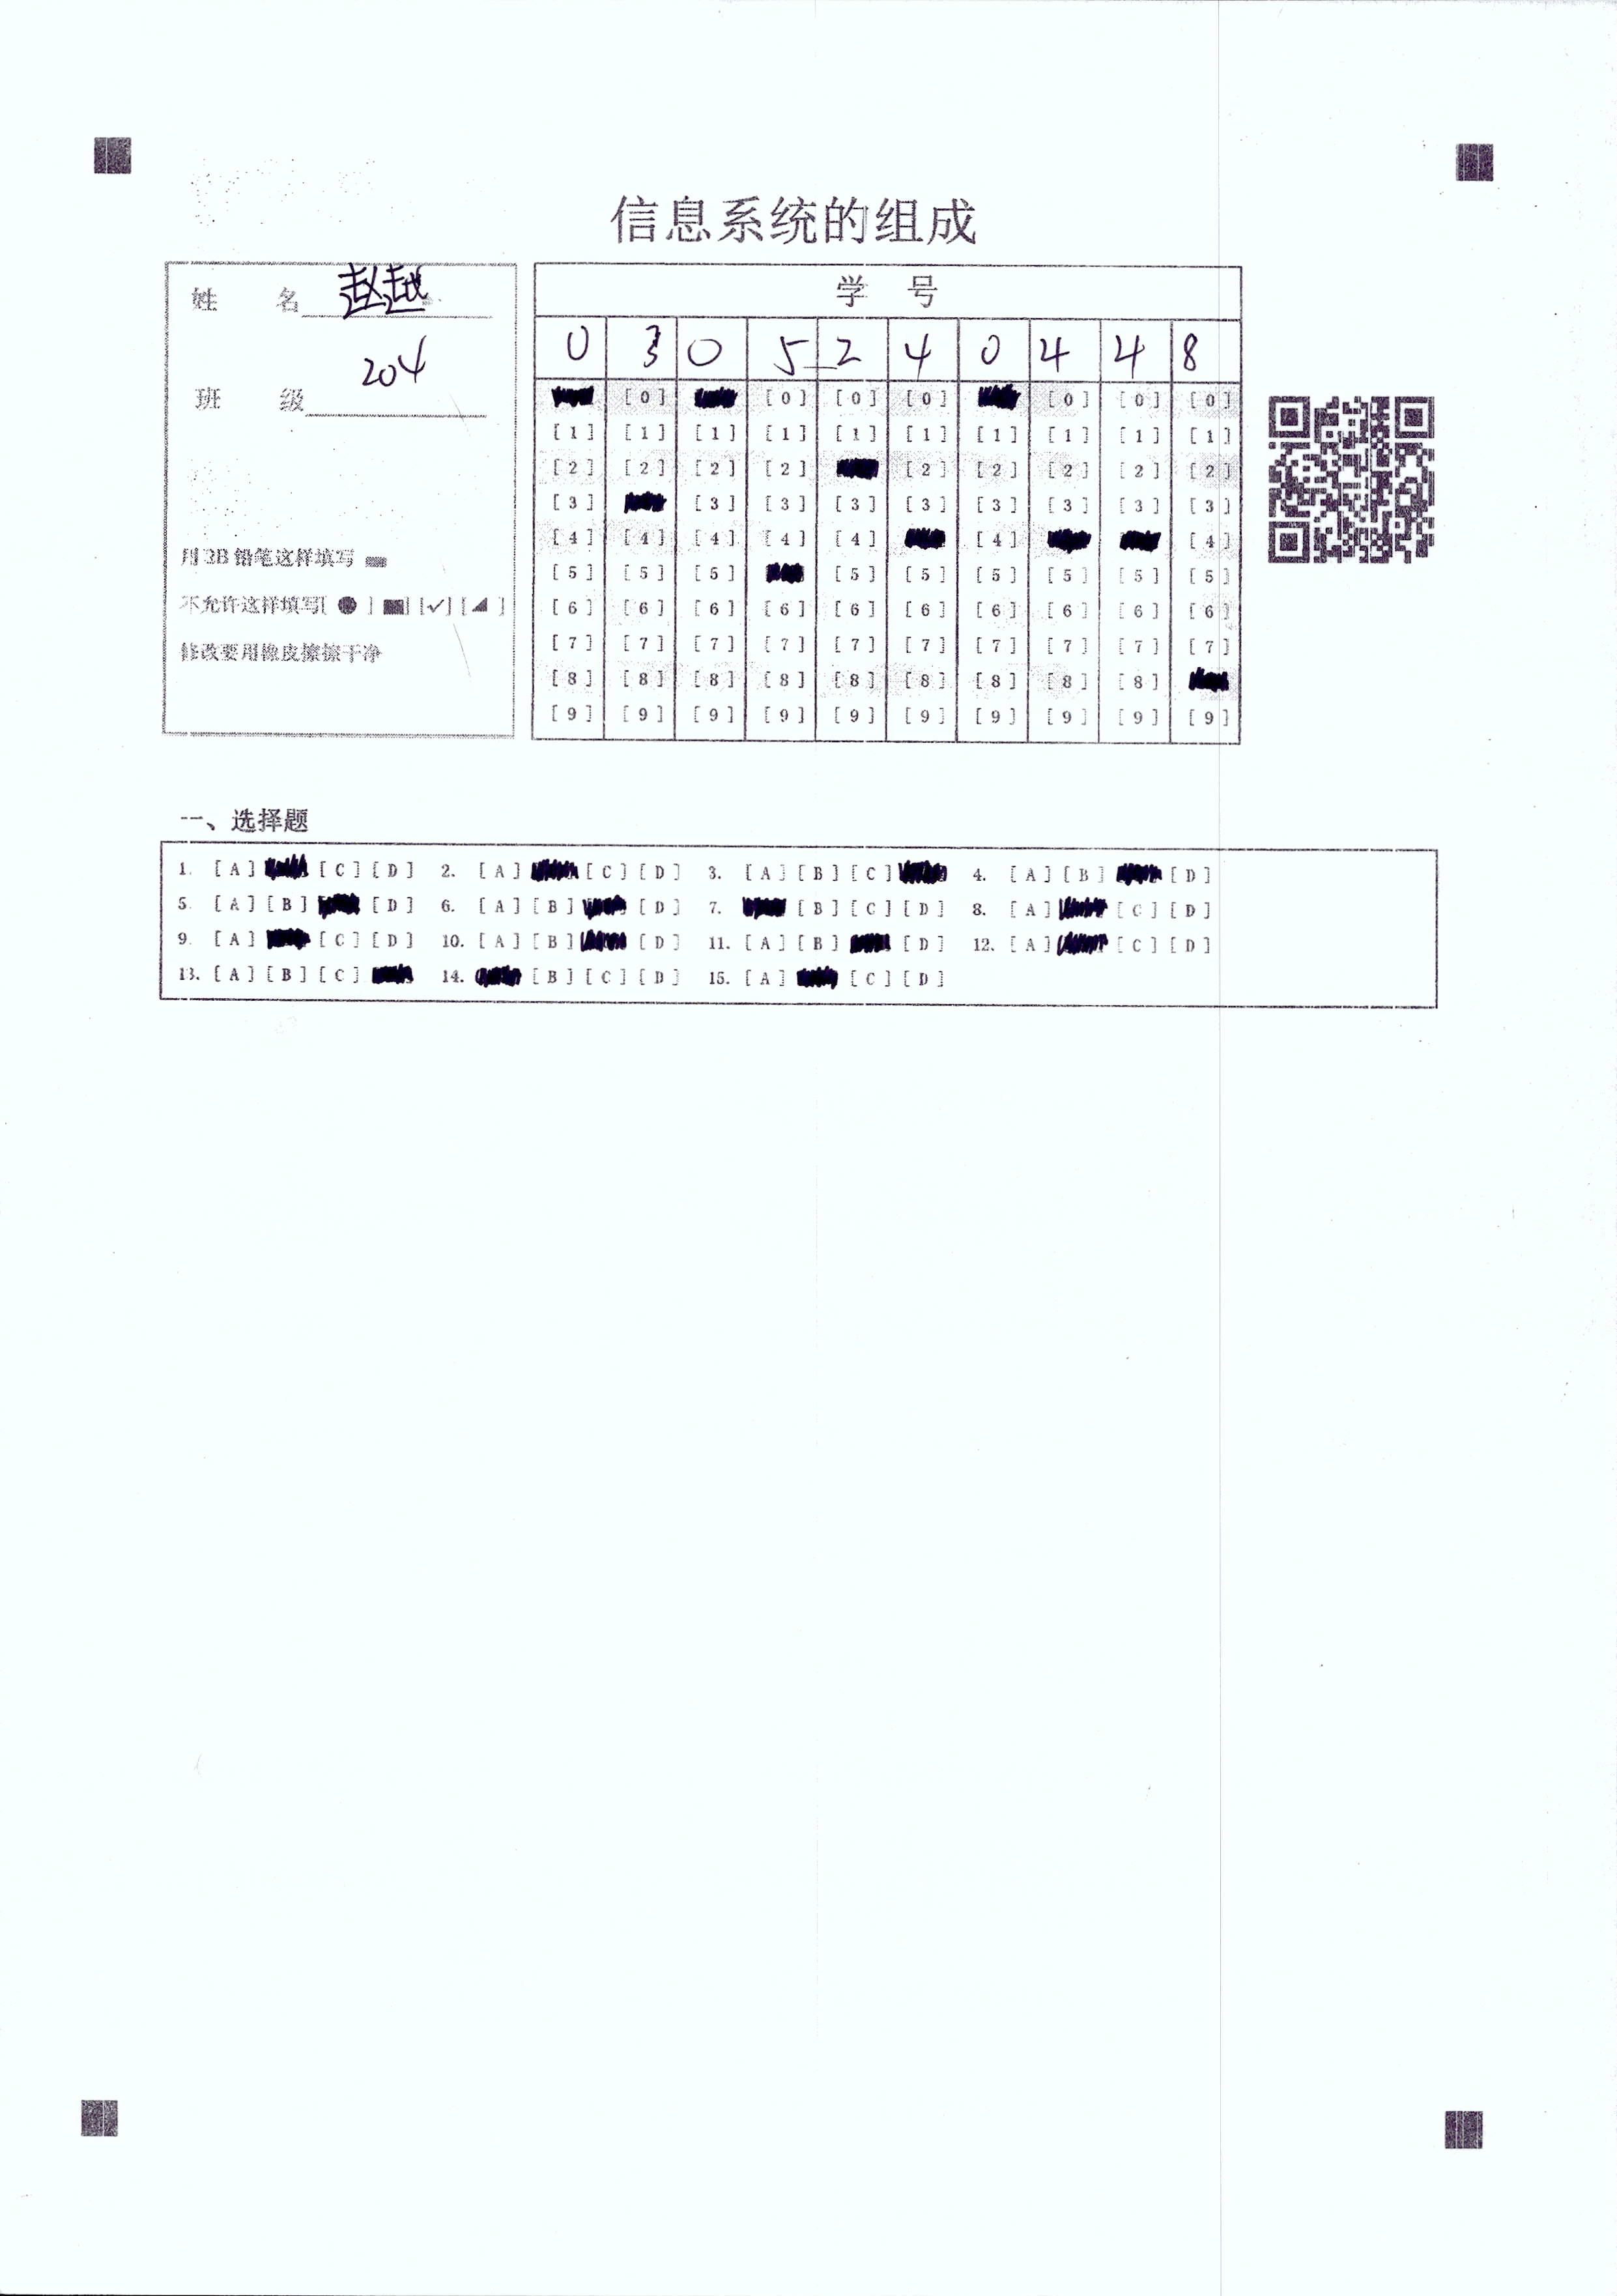 信息系统的组成
姓 名 赵越
班 级 204
用3B铅笔这样填写
不允许这样填写[ ● ] [■] [✓] [◢ ]
修改要用橡皮擦擦干净
学 号
0 3 0 5 2 4 0 4 4 8
[0] [0] [0] [0] [0] [0] [0]
[1] [1] [1] [1] [1] [1] [1] [1] [1] [1]
[2] [2] [2] [2] [2] [2] [2] [2] [2]
[3] [3] [3] [3] [3] [3] [3] [3] [3]
[4] [4] [4] [4] [4] [4] [4]
[5] [5] [5] [5] [5] [5] [5] [5] [5]
[6] [6] [6] [6] [6] [6] [6] [6] [6] [6]
[7] [7] [7] [7] [7] [7] [7] [7] [7] [7]
[8] [8] [8] [8] [8] [8] [8] [8] [8]
[9] [9] [9] [9] [9] [9] [9] [9] [9] [9]
一、选择题
1. [A] [C] [D] 2. [A] [C] [D] 3. [A] [B] [C] 4. [A] [B] [D]
5. [A] [B] [D] 6. [A] [B] [D] 7. [B] [C] [D] 8. [A] [C] [D]
9. [A] [C] [D] 10. [A] [B] [D] 11. [A] [B] [D] 12. [A] [C] [D]
13. [A] [B] [C] 14. [B] [C] [D] 15. [A] [C] [D]